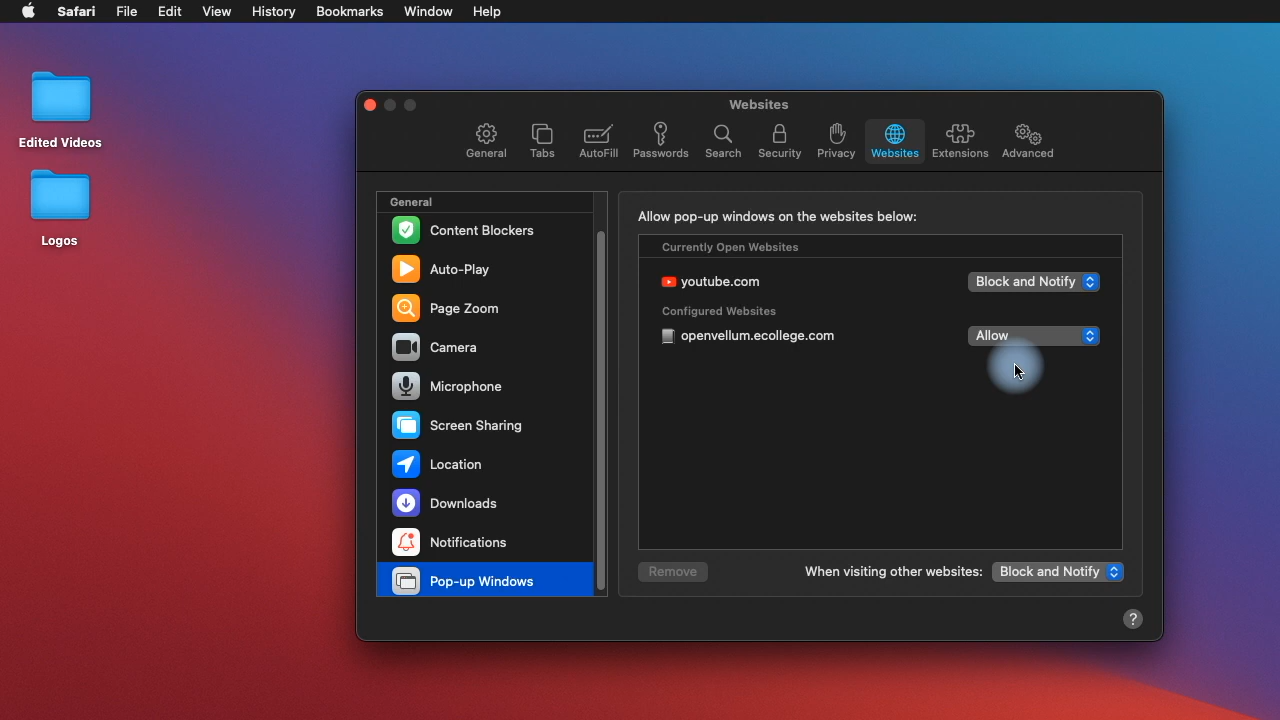 Safari File Edit View History Bookmarks Window Help
Edited Videos
Logos
Websites
General Tabs AutoFill Passwords Search Security Privacy Websites Extensions Advanced
General
Content Blockers
Auto-Play
Page Zoom
Camera
Microphone
Screen Sharing
Location
Downloads
Notifications
Pop-up Windows
Allow pop-up windows on the websites below:
Currently Open Websites
youtube.com Block and Notify
Configured Websites
openvellum.ecollege.com Allow
Remove When visiting other websites: Block and Notify
?